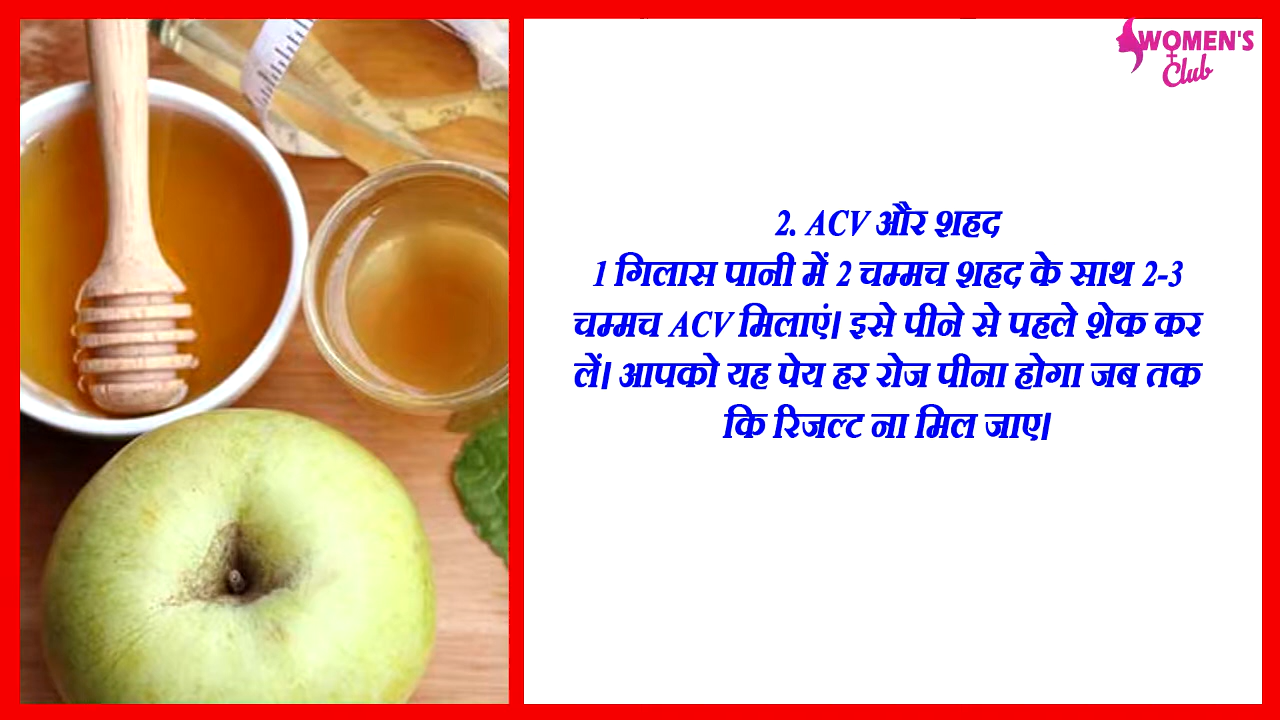 WOMEN'S
Club
2. ACV और शहद
1 गिलास पानी में 2 चम्मच शहद के साथ 2-3
चम्मच ACV मिलाएं। इसे पीने से पहले शेक कर
लें। आपको यह पेय हर रोज पीना होगा जब तक
कि रिजल्ट ना मिल जाए।